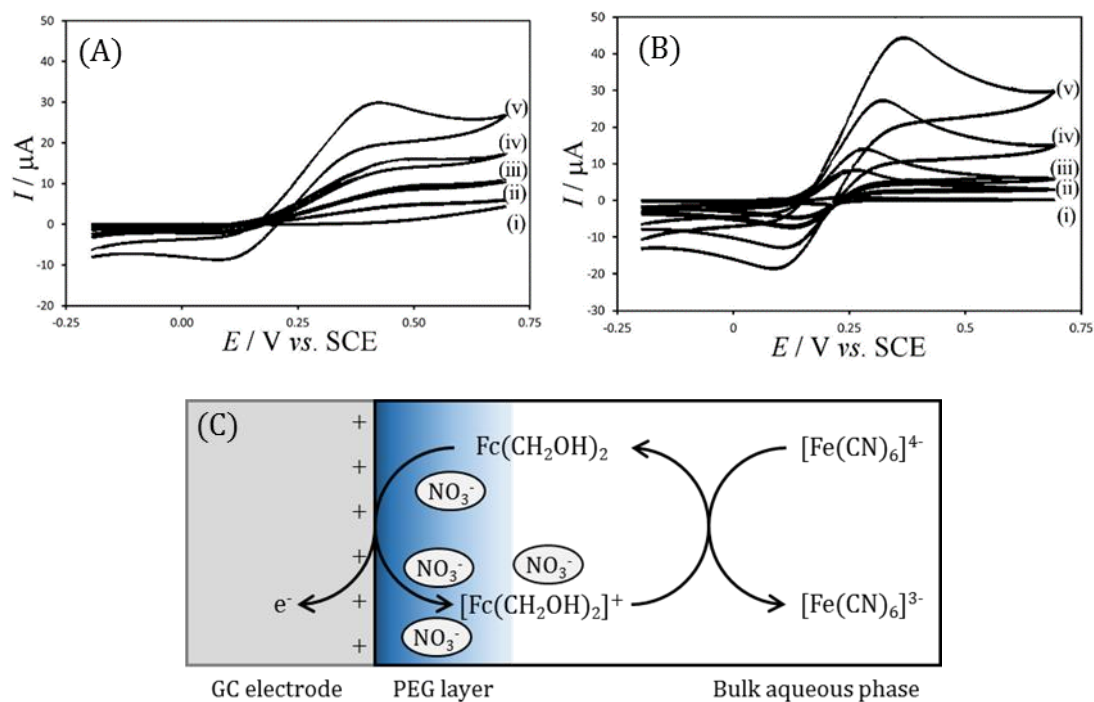 (A)
I / μA
50
40
30
20
10
0
-10
-20
-0.25
0.00
0.25
0.50
0.75
(v)
(iv)
(iii)
(ii)
(i)
E / V vs. SCE
(B)
I / μA
50
40
30
20
10
0
-10
-20
-30
-0.25
0
0.25
0.5
0.75
(v)
(iv)
(iii)
(ii)
(i)
E / V vs. SCE
(C)
+
+
+
+
+
+
Fc(CH₂OH)₂
[Fe(CN)₆]⁴⁻
NO₃⁻
NO₃⁻
NO₃⁻
e⁻
[Fc(CH₂OH)₂]⁺
[Fe(CN)₆]³⁻
NO₃⁻
GC electrode
PEG layer
Bulk aqueous phase